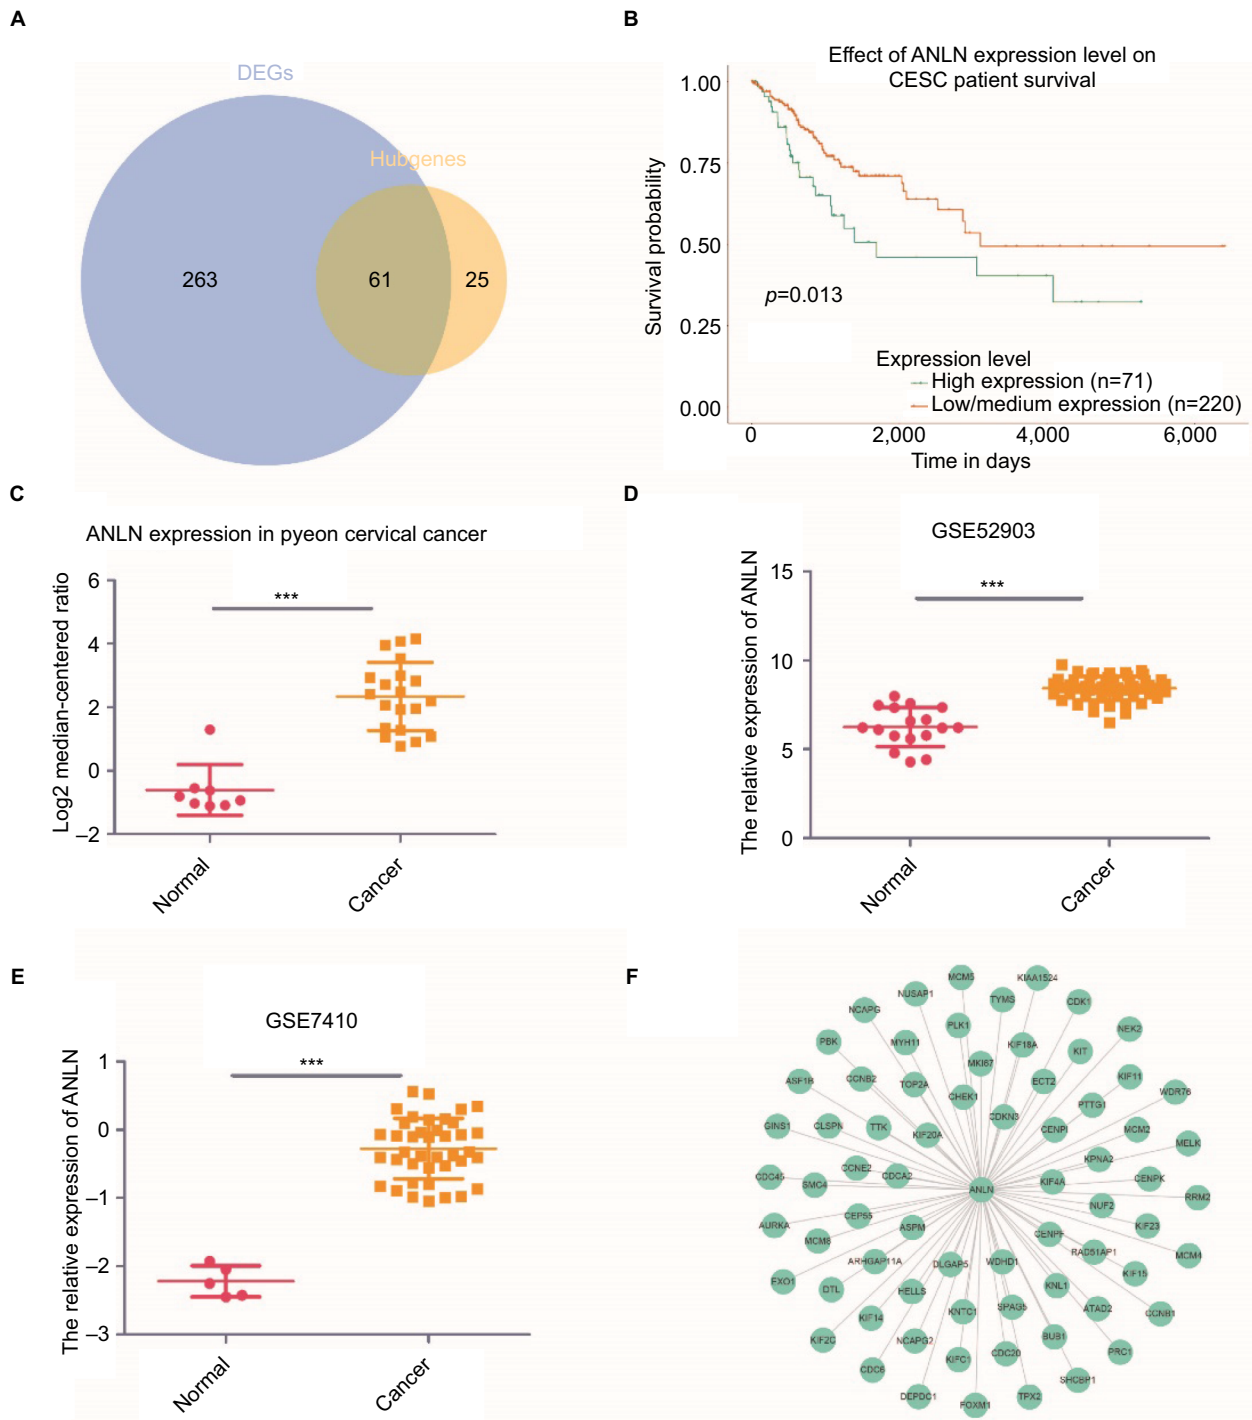 A
DEGs
Hubgenes
263
61
25
B
Effect of ANLN expression level on
CESC patient survival
Survival probability
1.00
0.75
0.50
0.25
0.00
p=0.013
Expression level
High expression (n=71)
Low/medium expression (n=220)
0
2,000
4,000
6,000
Time in days
C
ANLN expression in pyeon cervical cancer
Log2 median-centered ratio
6
4
2
0
–2
***
Normal
Cancer
D
GSE52903
The relative expression of ANLN
15
10
5
0
***
Normal
Cancer
E
GSE7410
The relative expression of ANLN
1
0
–1
–2
–3
***
Normal
Cancer
F
MCM5
KIAA1524
NUSAP1
TYMS
CDK1
NCAPG
PLK1
NEK2
PBK
MYH11
KIF18A
KIT
MKI67
ASF1B
CCNB2
TOP2A
ECT2
KIF11
WDR76
CHEK1
PTTG1
CDKN3
GINS1
CLSPN
TTK
KIF20A
CENPI
MCM2
MELK
KPNA2
CDC45
CCNE2
CDCA2
SMC4
ANLN
KIF4A
CENPK
RRM2
NUF2
AURKA
CEP55
ASPM
KIF23
MCM8
CENPF
RAD51AP1
MCM4
ARHGAP11A
DLGAP5
WDHD1
KIF15
EXO1
DTL
HELLS
KNL1
ATAD2
CCNB1
KIF14
KNTC1
SPAG5
KIF2C
NCAPG2
BUB1
PRC1
CDC6
KIFC1
CDC20
SHCBP1
DEPDC1
FOXM1
TPX2